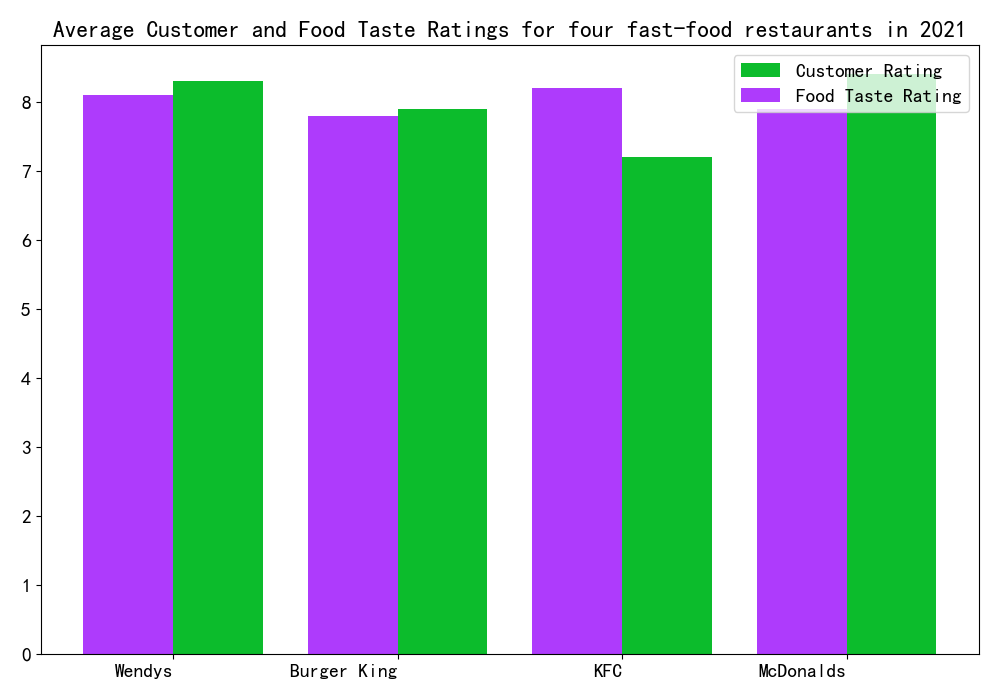 Average Customer and Food Taste Ratings for four fast-food restaurants in 2021
Customer Rating
Food Taste Rating
8
7
6
5
4
3
2
1
0
Wendys Burger King KFC McDonalds